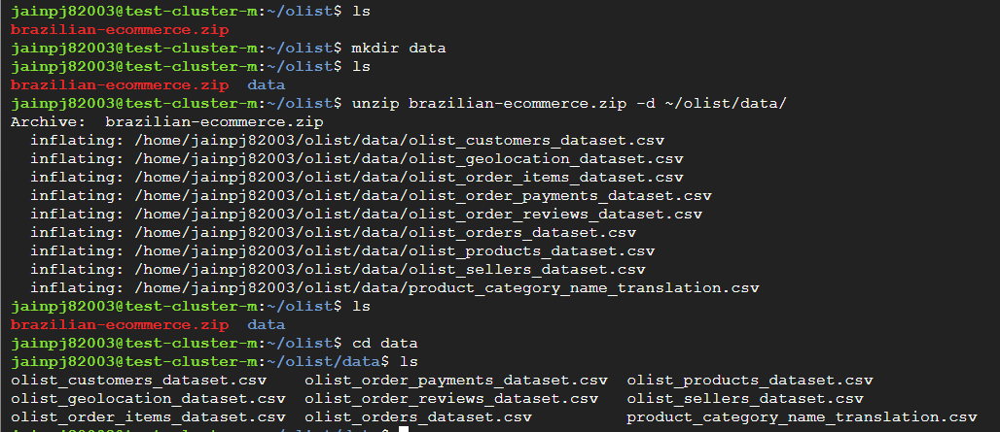 jainpj82003@test-cluster-m:~/olist$ ls
brazilian-ecommerce.zip
jainpj82003@test-cluster-m:~/olist$ mkdir data
jainpj82003@test-cluster-m:~/olist$ ls
brazilian-ecommerce.zip  data
jainpj82003@test-cluster-m:~/olist$ unzip brazilian-ecommerce.zip -d ~/olist/data/
Archive:  brazilian-ecommerce.zip
  inflating: /home/jainpj82003/olist/data/olist_customers_dataset.csv
  inflating: /home/jainpj82003/olist/data/olist_geolocation_dataset.csv
  inflating: /home/jainpj82003/olist/data/olist_order_items_dataset.csv
  inflating: /home/jainpj82003/olist/data/olist_order_payments_dataset.csv
  inflating: /home/jainpj82003/olist/data/olist_order_reviews_dataset.csv
  inflating: /home/jainpj82003/olist/data/olist_orders_dataset.csv
  inflating: /home/jainpj82003/olist/data/olist_products_dataset.csv
  inflating: /home/jainpj82003/olist/data/olist_sellers_dataset.csv
  inflating: /home/jainpj82003/olist/data/product_category_name_translation.csv
jainpj82003@test-cluster-m:~/olist$ ls
brazilian-ecommerce.zip  data
jainpj82003@test-cluster-m:~/olist$ cd data
jainpj82003@test-cluster-m:~/olist/data$ ls
olist_customers_dataset.csv    olist_order_payments_dataset.csv  olist_products_dataset.csv
olist_geolocation_dataset.csv  olist_order_reviews_dataset.csv   olist_sellers_dataset.csv
olist_order_items_dataset.csv  olist_orders_dataset.csv          product_category_name_translation.csv